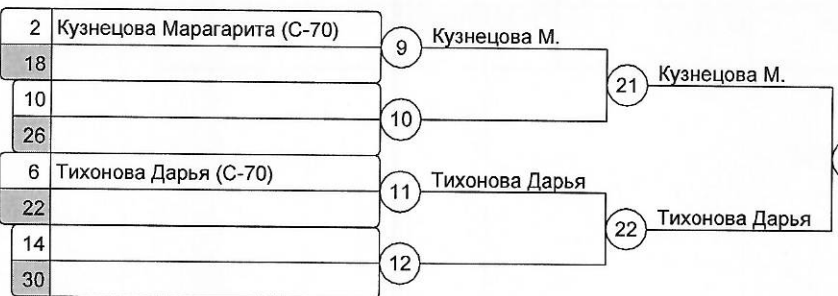 2 Кузнецова Марагарита (С-70)
9 Кузнецова М.
18
21 Кузнецова М.
10
10
26
6 Тихонова Дарья (С-70)
11 Тихонова Дарья
22
22 Тихонова Дарья
14
12
30